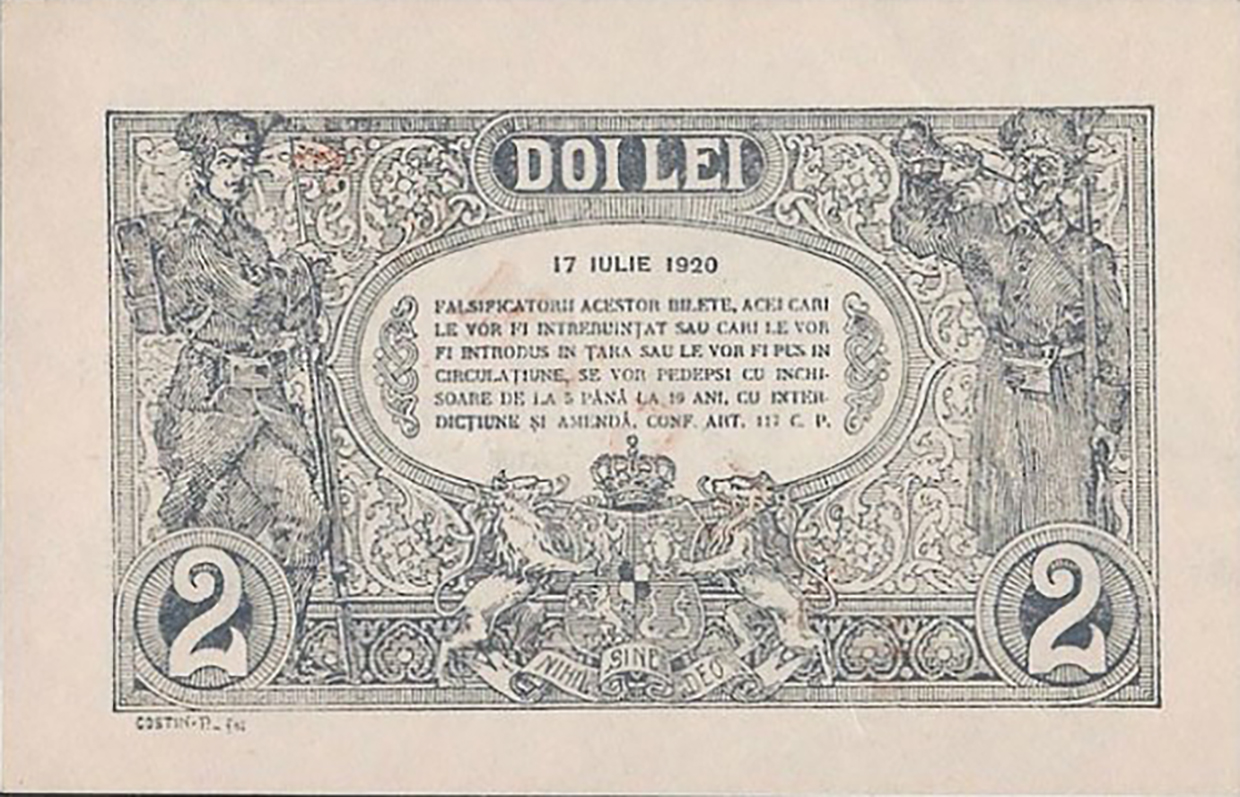 DOI LEI
17 IULIE 1920
FALSIFICATORII ACESTOR BILETE, ACEI CARI
LE VOR FI INTREBUINȚAT SAU CARI LE VOR
FI INTRODUS IN ȚARA SAU LE VOR FI PUS IN
CIRCULAȚIUNE, SE VOR PEDEPSI CU INCHI-
SOARE DE LA 5 PÂNĂ LA 10 ANI, CU INTER-
DICȚIUNE ȘI AMENDĂ, CONF. ART. 117 C. P.
NIHIL SINE DEO
2 2
COSTIN-P.